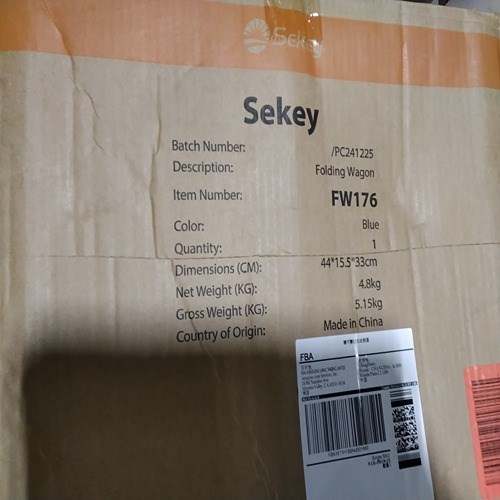 Sekey
Sekey
Batch Number: /PC241225
Description: Folding Wagon
Item Number: FW176
Color: Blue
Quantity: 1
Dimensions (CM): 44*15.5*33cm
Net Weight (KG): 4.8kg
Gross Weight (KG): 5.15kg
Country of Origin: Made in China
FBA